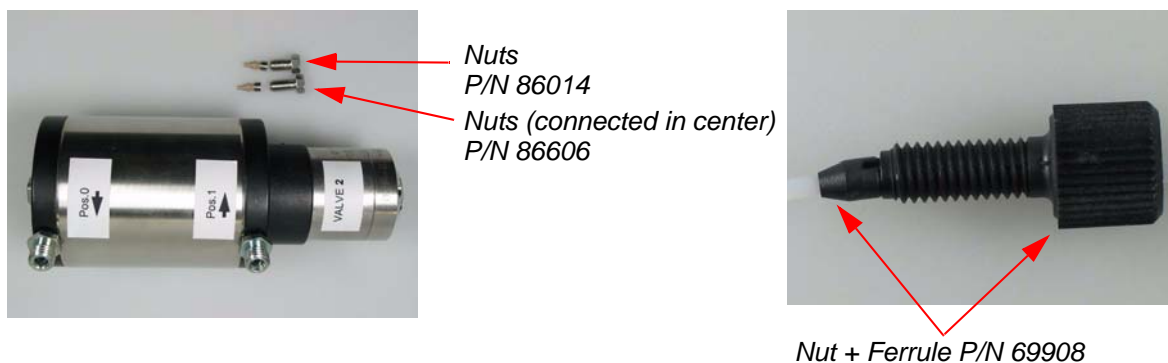 Nuts
P/N 86014
Nuts (connected in center)
P/N 86606
Pos.0
Pos.1
VALVE 2
Nut + Ferrule P/N 69908